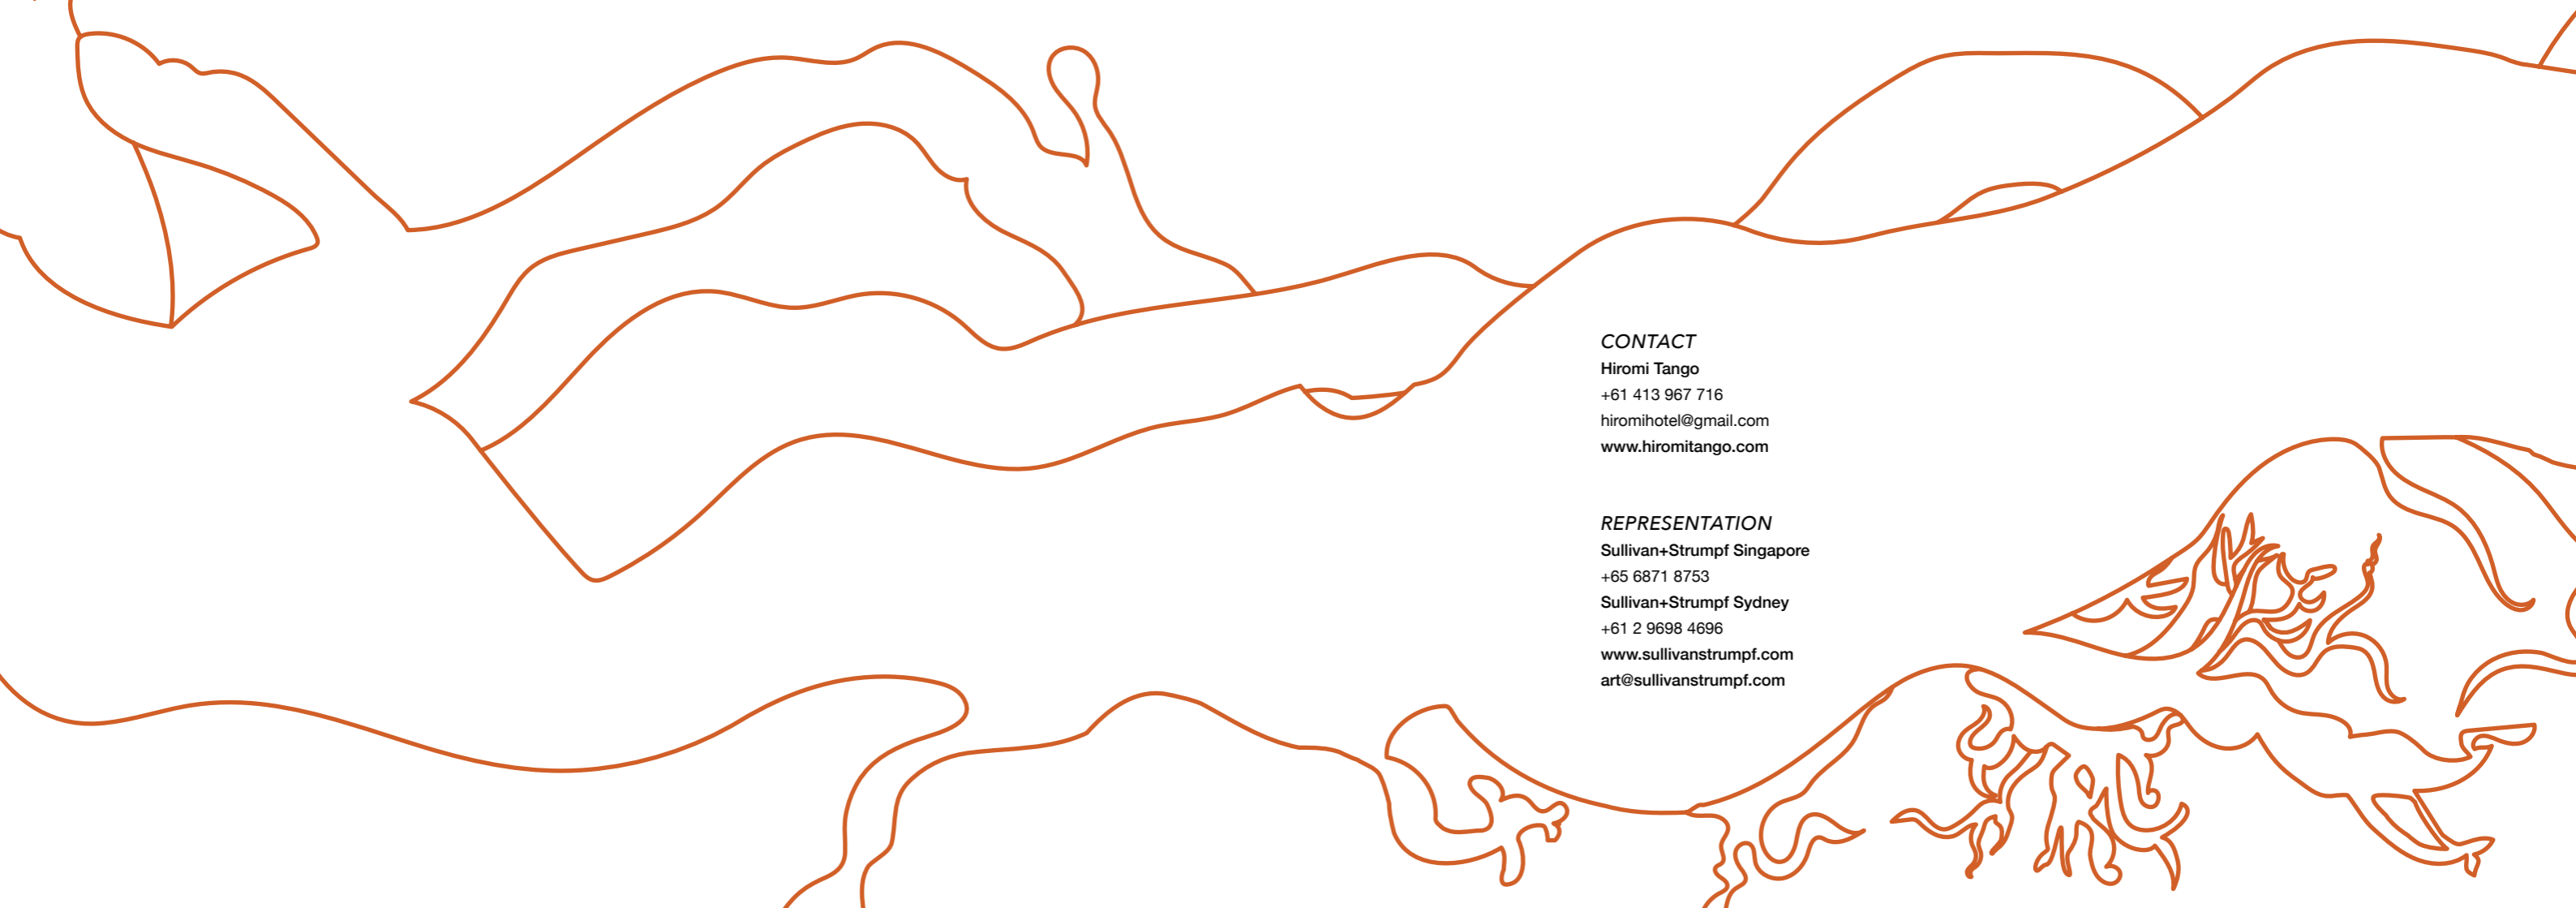 CONTACT
Hiromi Tango
+61 413 967 716
hiromihotel@gmail.com
www.hiromitango.com
REPRESENTATION
Sullivan+Strumpf Singapore
+65 6871 8753
Sullivan+Strumpf Sydney
+61 2 9698 4696
www.sullivanstrumpf.com
art@sullivanstrumpf.com